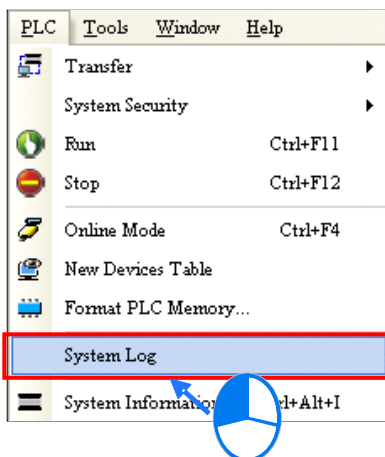 PLC Tools Window Help
Transfer
System Security
Run Ctrl+F11
Stop Ctrl+F12
Online Mode Ctrl+F4
New Devices Table
Format PLC Memory...
System Log
System Information rl+Alt+I